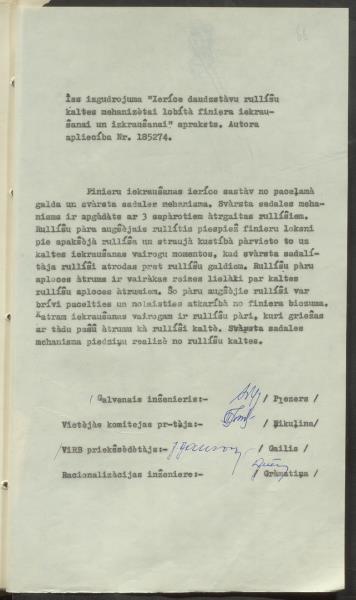 Īss izgudrojuma "Ierīce daudzstāvu rullīšu
kaltes mehanizētai lobītā finiera iekrau-
šanai un izkraušanai" apraksts. Autora
apliecība Nr. 185274.
Finieru iekraušanas ierīce sastāv no paceļamā
galda un svārsta sadales mehanisma. Svārsta sadales meha-
nisms ir apgādāts ar 3 sapārotiem ātrgaitas rullīšiem.
Rullīšu pāra augšējais rullītis piespiež finieru loksni
pie apakšējā rullīša un straujā kustībā pārvieto to uz
kaltes iekraušanas vairogu momentos, kad svārsta sadalī-
tāja rullīši atrodas pret rullīšu galdiem. Rullīšu pāru
aploces ātrums ir vairākas reizes lielāki par kaltes
rullīšu aploces ātrumiem. Šo pāru augšējie rullīši var
brīvi pacelties un nolaisties atkarībā no finiera biezuma.
Katram iekraušanas vairogam ir rullīšu pāri, kuri griežas
ar tādu pašu ātrumu kā rullīši kaltē. Svārsta sadales
mehanisma piedziņu realizē no rullīšu kaltes.
/ Galvenais inženieris:- / Plezers /
Vietējās komitejas pr-tāja:- / Ņikuļina/
/VIRB priekšsēdētājs:- / Gailis /
Racionalizācijas inženiere:- / Grāmatiņa /